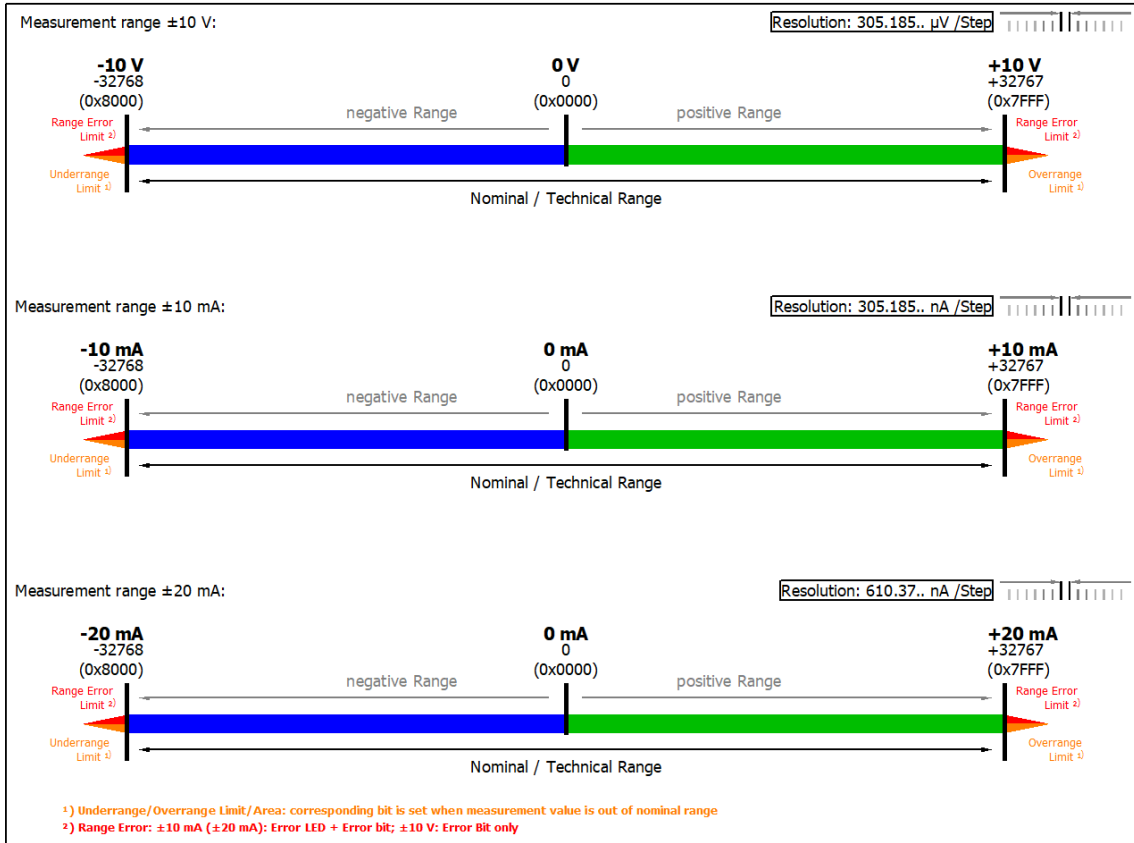 Measurement range ±10 V:
Resolution: 305.185.. µV /Step
-10 V
0 V
+10 V
-32768
0
+32767
(0x8000)
(0x0000)
(0x7FFF)
negative Range
positive Range
Range Error
Limit ²⁾
Range Error
Limit ²⁾
Underrange
Limit ¹⁾
Overrange
Limit ¹⁾
Nominal / Technical Range
Measurement range ±10 mA:
Resolution: 305.185.. nA /Step
-10 mA
0 mA
+10 mA
-32768
0
+32767
(0x8000)
(0x0000)
(0x7FFF)
negative Range
positive Range
Range Error
Limit ²⁾
Range Error
Limit ²⁾
Underrange
Limit ¹⁾
Overrange
Limit ¹⁾
Nominal / Technical Range
Measurement range ±20 mA:
Resolution: 610.37.. nA /Step
-20 mA
0 mA
+20 mA
-32768
0
+32767
(0x8000)
(0x0000)
(0x7FFF)
negative Range
positive Range
Range Error
Limit ²⁾
Range Error
Limit ²⁾
Underrange
Limit ¹⁾
Overrange
Limit ¹⁾
Nominal / Technical Range
¹) Underrange/Overrange Limit/Area: corresponding bit is set when measurement value is out of nominal range
²) Range Error: ±10 mA (±20 mA): Error LED + Error bit; ±10 V: Error Bit only